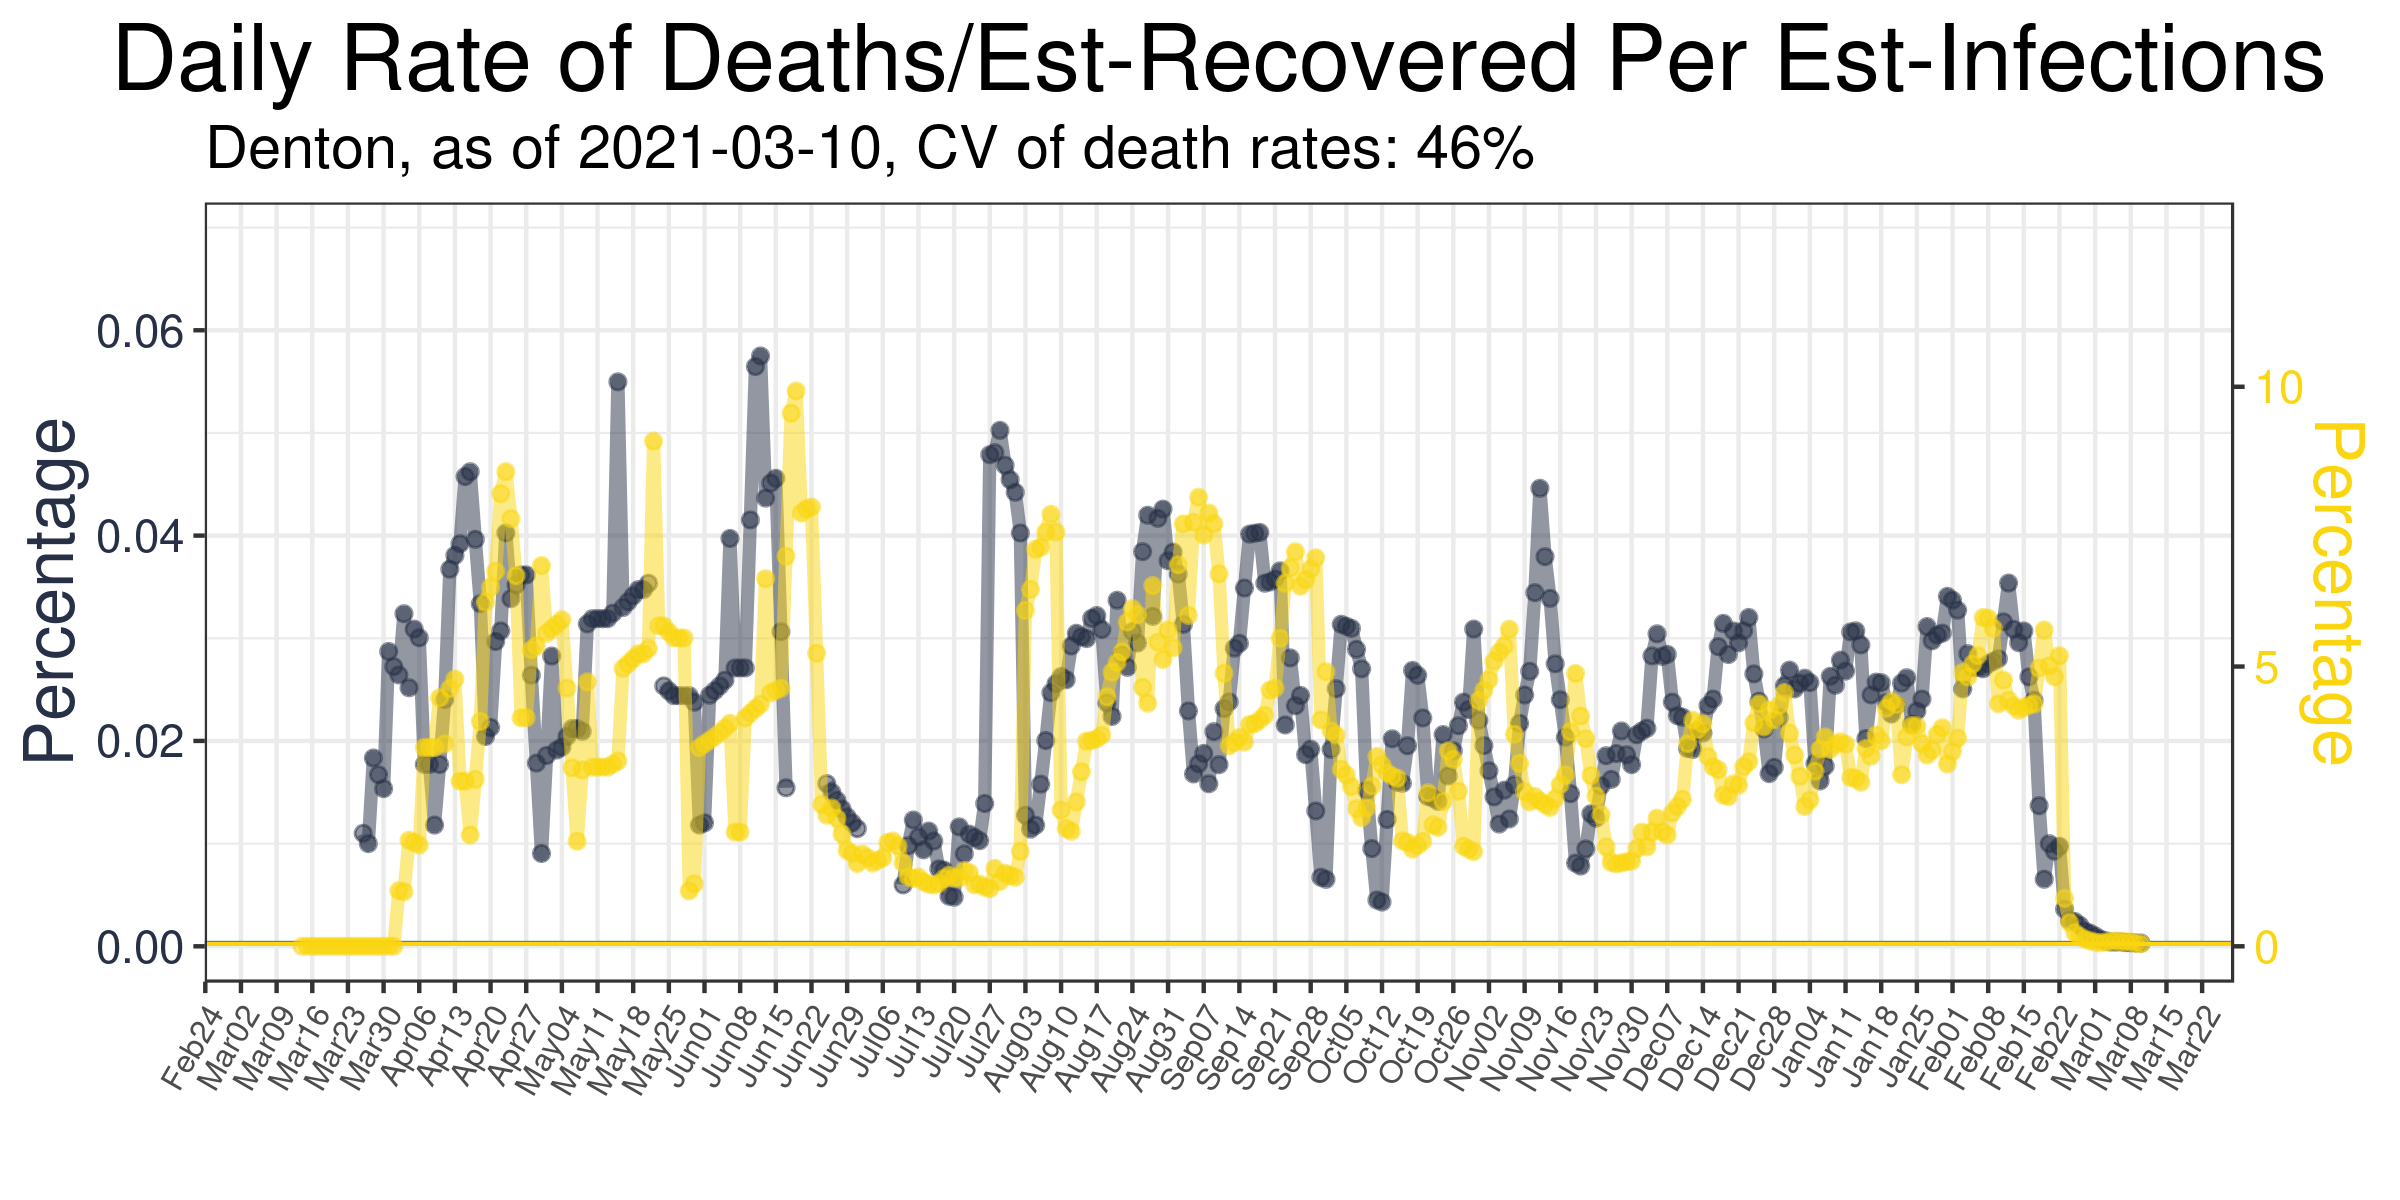 Daily Rate of Deaths/Est-Recovered Per Est-Infections
Denton, as of 2021-03-10, CV of death rates: 46%
Percentage
0.06
0.04
0.02
0.00
10
5
0
Percentage
Feb24
Mar02
Mar09
Mar16
Mar23
Mar30
Apr06
Apr13
Apr20
Apr27
May04
May11
May18
May25
Jun01
Jun08
Jun15
Jun22
Jun29
Jul06
Jul13
Jul20
Jul27
Aug03
Aug10
Aug17
Aug24
Aug31
Sep07
Sep14
Sep21
Sep28
Oct05
Oct12
Oct19
Oct26
Nov02
Nov09
Nov16
Nov23
Nov30
Dec07
Dec14
Dec21
Dec28
Jan04
Jan11
Jan18
Jan25
Feb01
Feb08
Feb15
Feb22
Mar01
Mar08
Mar15
Mar22